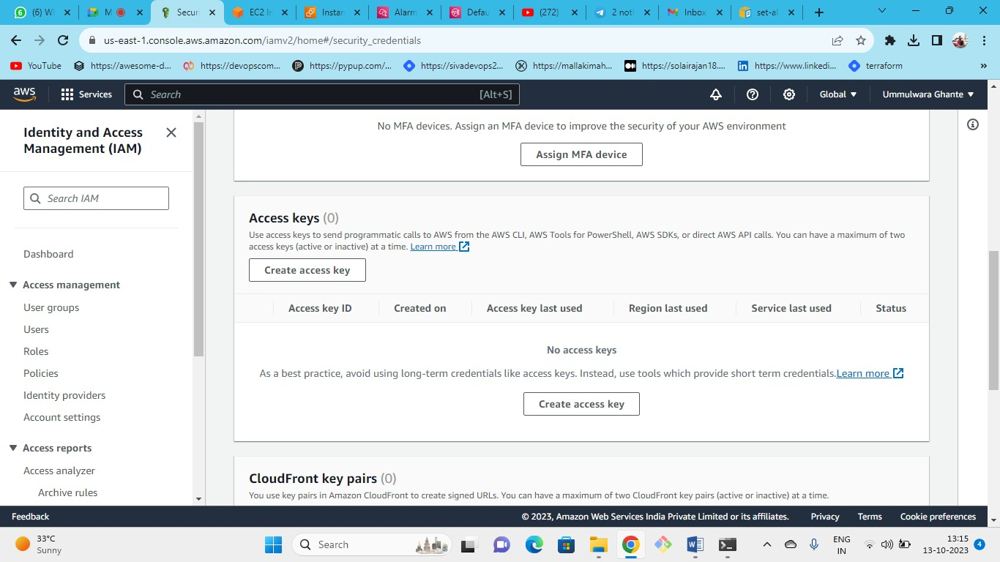 (6) W
M
Securi
EC2 In
Instan
Alarm
Defau
(272)
2 noti
Inbox
set-al
us-east-1.console.aws.amazon.com/iamv2/home#/security_credentials
YouTube
https://awesome-d...
https://devopscom...
https://pypup.com/...
https://sivadevops2...
https://mallakimah...
https://solairajan18....
https://www.linkedi...
terraform
»
aws
Services
Search
[Alt+S]
Global
Ummulwara Ghante
Identity and Access
Management (IAM)
Search IAM
Dashboard
Access management
User groups
Users
Roles
Policies
Identity providers
Account settings
Access reports
Access analyzer
Archive rules
No MFA devices. Assign an MFA device to improve the security of your AWS environment
Assign MFA device
Access keys (0)
Use access keys to send programmatic calls to AWS from the AWS CLI, AWS Tools for PowerShell, AWS SDKs, or direct AWS API calls. You can have a maximum of two
access keys (active or inactive) at a time. Learn more
Create access key
Access key ID
Created on
Access key last used
Region last used
Service last used
Status
No access keys
As a best practice, avoid using long-term credentials like access keys. Instead, use tools which provide short term credentials.Learn more
Create access key
CloudFront key pairs (0)
You use key pairs in Amazon CloudFront to create signed URLs. You can have a maximum of two CloudFront key pairs (active or inactive) at a time.
Feedback
© 2023, Amazon Web Services India Private Limited or its affiliates.
Privacy
Terms
Cookie preferences
33°C
Sunny
Search
ENG
IN
13:15
13-10-2023
4